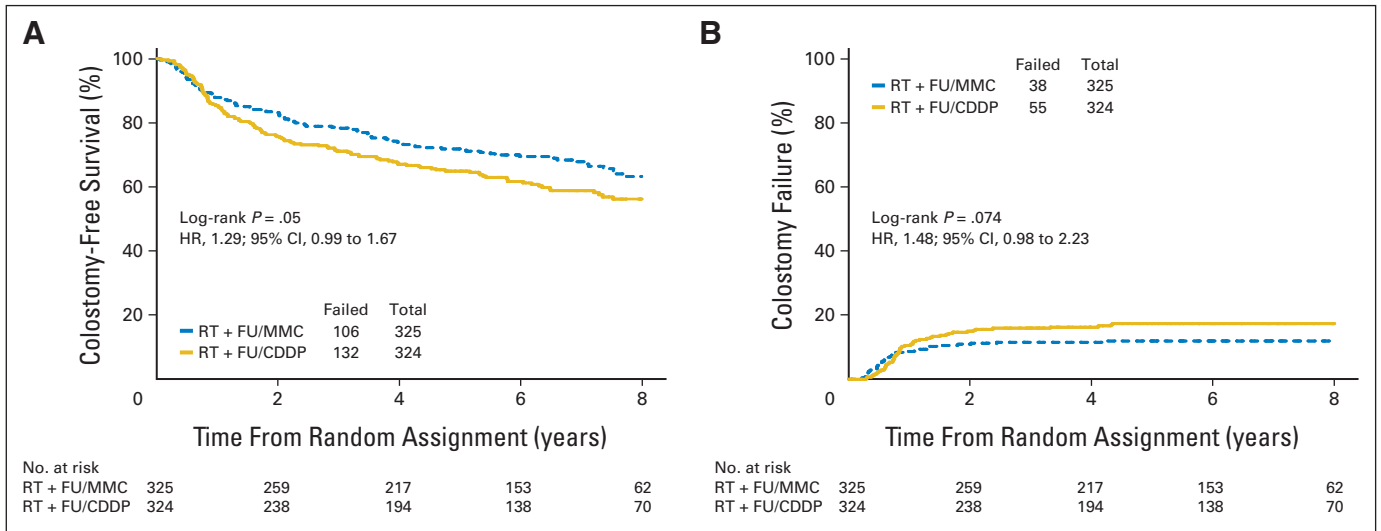 A
Colostomy-Free Survival (%)
100
80
60
40
20
0
2
4
6
8
Log-rank P = .05
HR, 1.29; 95% CI, 0.99 to 1.67
Failed Total
RT + FU/MMC 106 325
RT + FU/CDDP 132 324
Time From Random Assignment (years)
No. at risk
RT + FU/MMC 325 259 217 153 62
RT + FU/CDDP 324 238 194 138 70
B
Colostomy Failure (%)
100
80
60
40
20
0
2
4
6
8
Failed Total
RT + FU/MMC 38 325
RT + FU/CDDP 55 324
Log-rank P = .074
HR, 1.48; 95% CI, 0.98 to 2.23
Time From Random Assignment (years)
No. at risk
RT + FU/MMC 325 259 217 153 62
RT + FU/CDDP 324 238 194 138 70